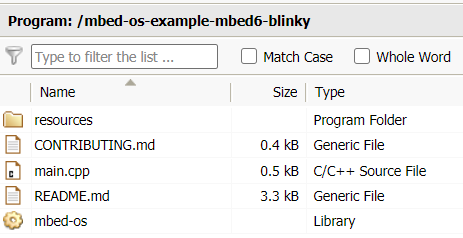 Program: /mbed-os-example-mbed6-blinky
Type to filter the list ... Match Case Whole Word
Name Size Type
resources Program Folder
CONTRIBUTING.md 0.4 kB Generic File
main.cpp 0.5 kB C/C++ Source File
README.md 3.3 kB Generic File
mbed-os Library